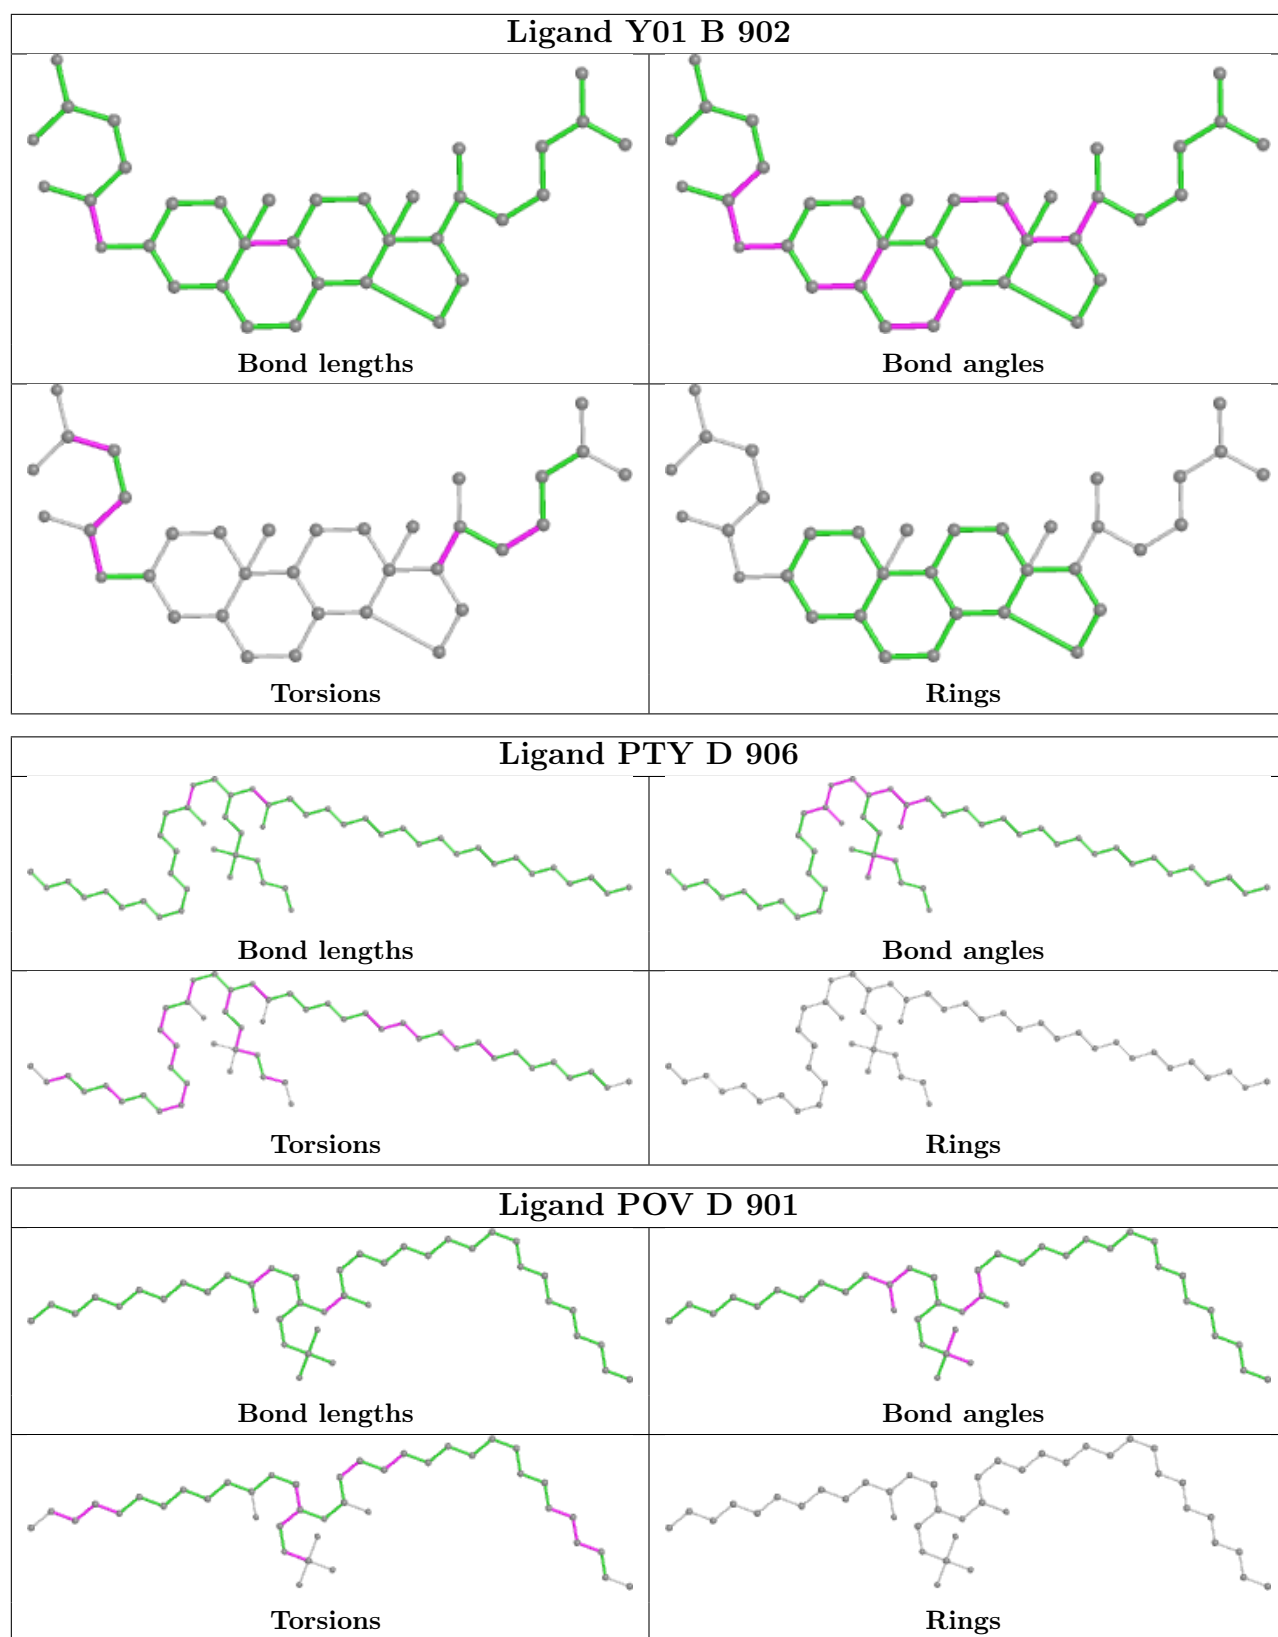 Ligand Y01 B 902
Bond lengths
Bond angles
Torsions
Rings
Ligand PTY D 906
Bond lengths
Bond angles
Torsions
Rings
Ligand POV D 901
Bond lengths
Bond angles
Torsions
Rings